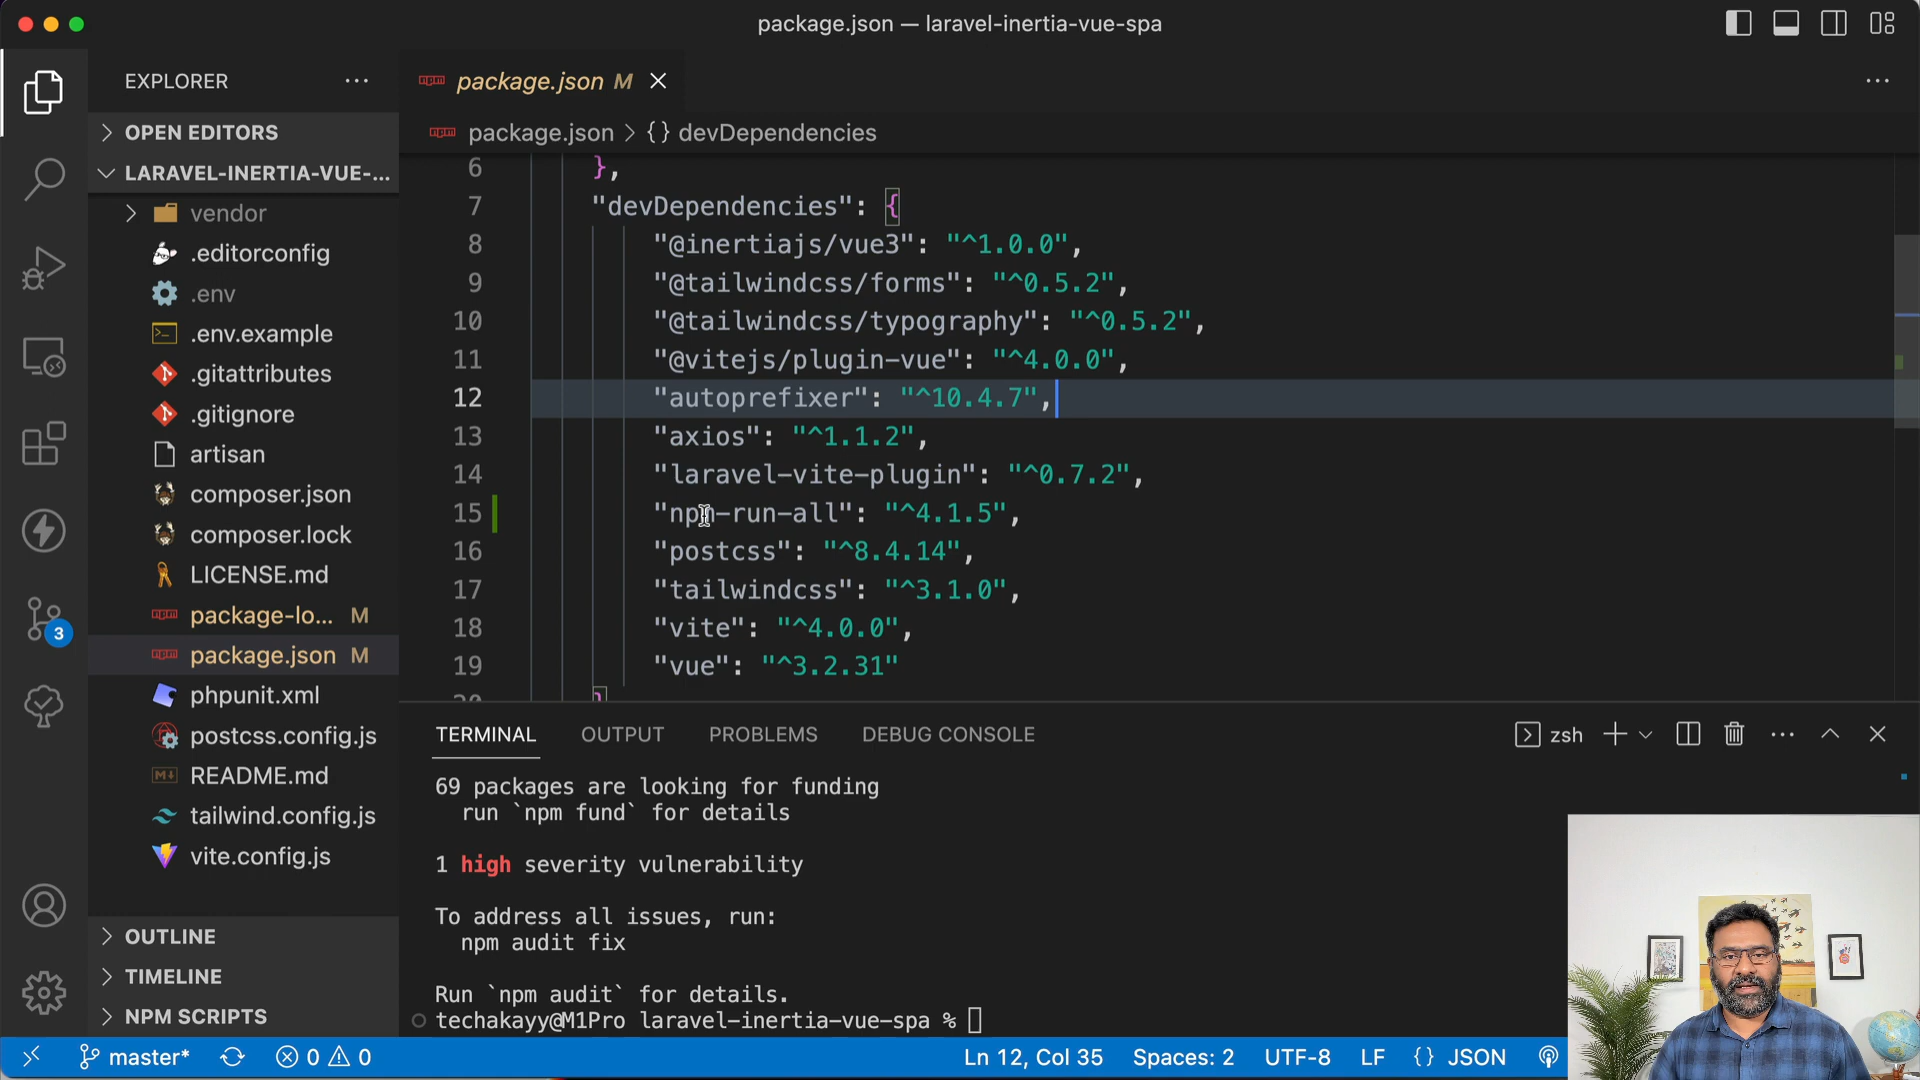 package.json — laravel-inertia-vue-spa
EXPLORER
OPEN EDITORS
LARAVEL-INERTIA-VUE-...
vendor
.editorconfig
.env
.env.example
.gitattributes
.gitignore
artisan
composer.json
composer.lock
LICENSE.md
package-lo... M
package.json M
phpunit.xml
postcss.config.js
README.md
tailwind.config.js
vite.config.js
OUTLINE
TIMELINE
NPM SCRIPTS
3
package.json M
package.json > {} devDependencies
6 },
7 "devDependencies": {
8 "@inertiajs/vue3": "^1.0.0",
9 "@tailwindcss/forms": "^0.5.2",
10 "@tailwindcss/typography": "^0.5.2",
11 "@vitejs/plugin-vue": "^4.0.0",
12 "autoprefixer": "^10.4.7",
13 "axios": "^1.1.2",
14 "laravel-vite-plugin": "^0.7.2",
15 "npm-run-all": "^4.1.5",
16 "postcss": "^8.4.14",
17 "tailwindcss": "^3.1.0",
18 "vite": "^4.0.0",
19 "vue": "^3.2.31"
20 }
TERMINAL OUTPUT PROBLEMS DEBUG CONSOLE
zsh
69 packages are looking for funding
run `npm fund` for details
1 high severity vulnerability
To address all issues, run:
npm audit fix
Run `npm audit` for details.
techakayy@M1Pro laravel-inertia-vue-spa %
master* 0 0
Ln 12, Col 35 Spaces: 2 UTF-8 LF {} JSON